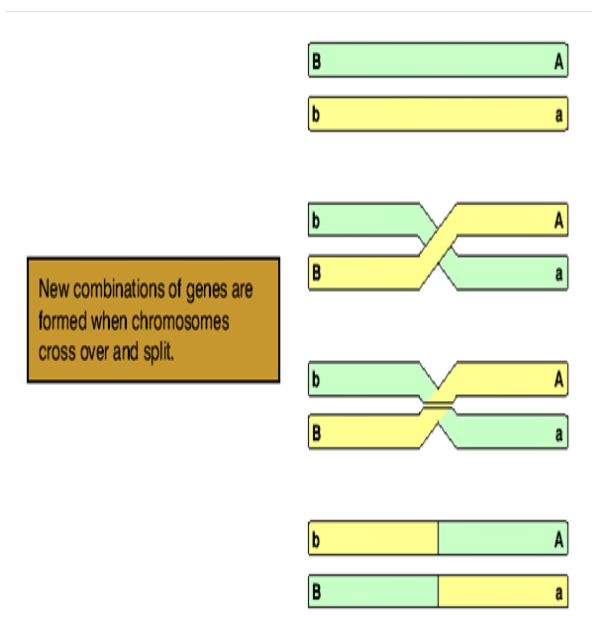 B A
b a
b A
B a
New combinations of genes are
formed when chromosomes
cross over and split.
b A
B a
b A
B a